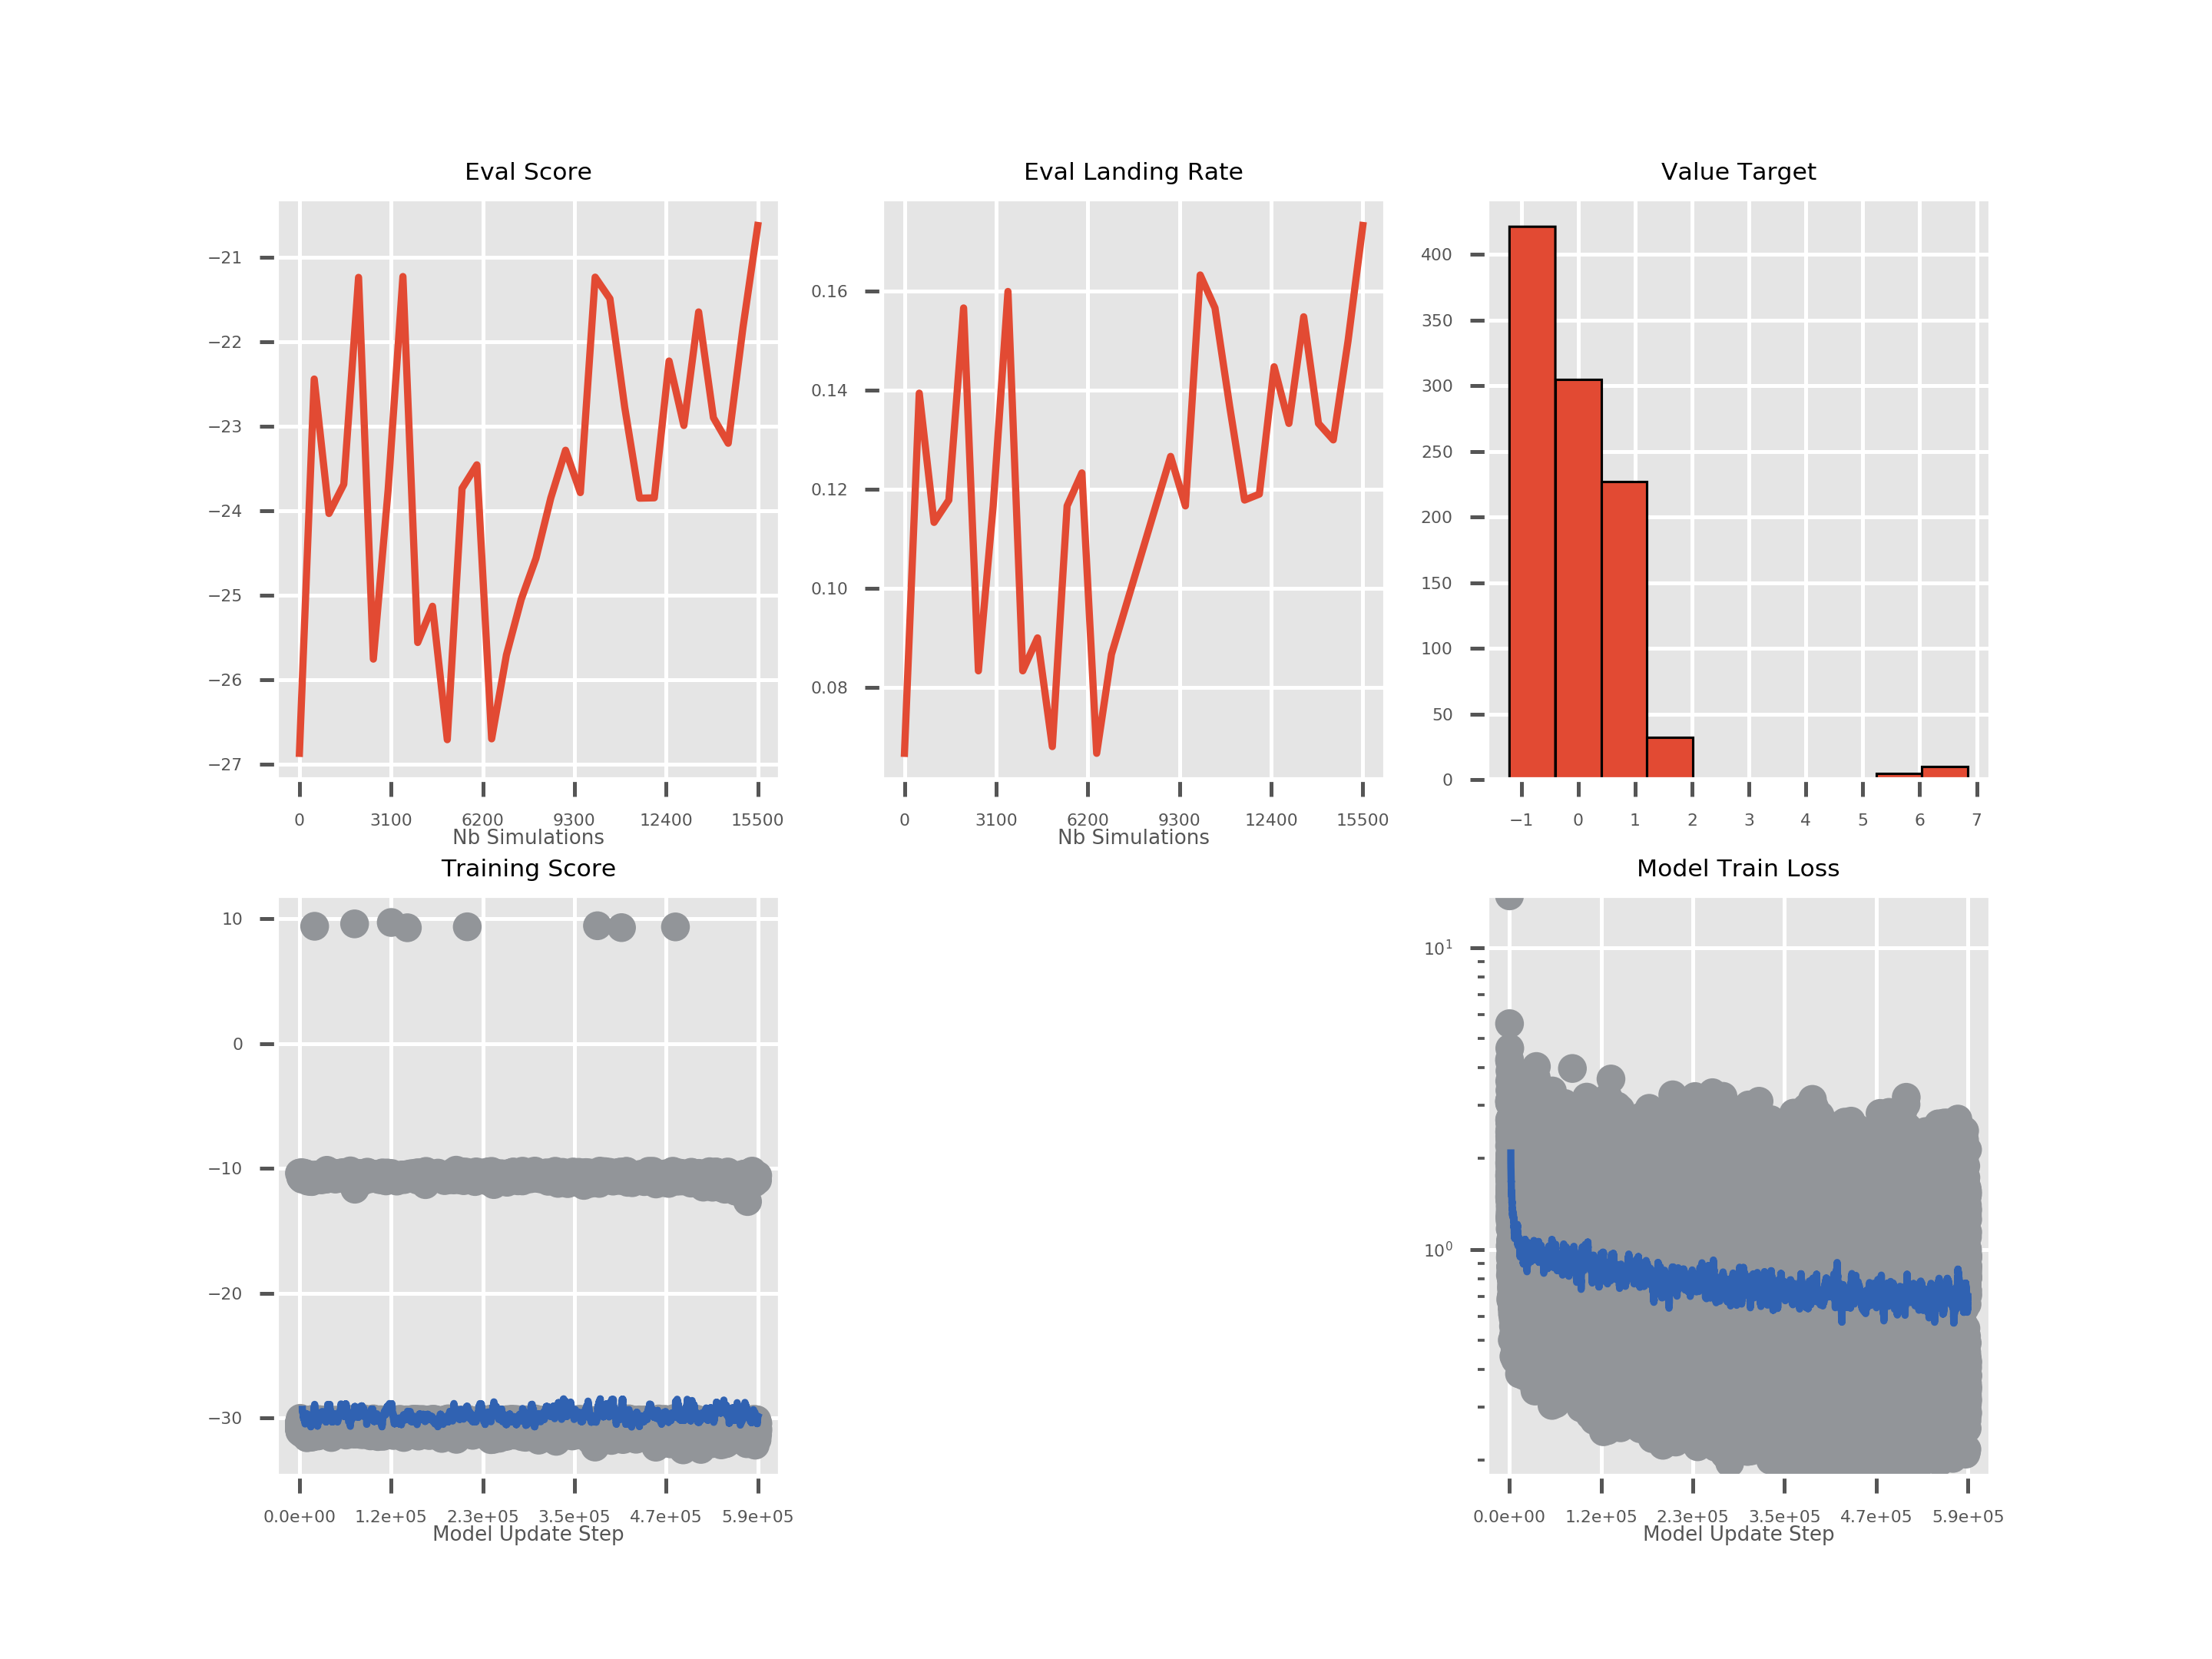 Eval Score
−21
−22
−23
−24
−25
−26
−27
0 3100 6200 9300 12400 15500
Nb Simulations
Eval Landing Rate
0.16
0.14
0.12
0.10
0.08
0 3100 6200 9300 12400 15500
Nb Simulations
Value Target
400
350
300
250
200
150
100
50
0
−1 0 1 2 3 4 5 6 7
Training Score
10
0
−10
−20
−30
0.0e+00 1.2e+05 2.3e+05 3.5e+05 4.7e+05 5.9e+05
Model Update Step
Model Train Loss
10¹
10⁰
0.0e+00 1.2e+05 2.3e+05 3.5e+05 4.7e+05 5.9e+05
Model Update Step